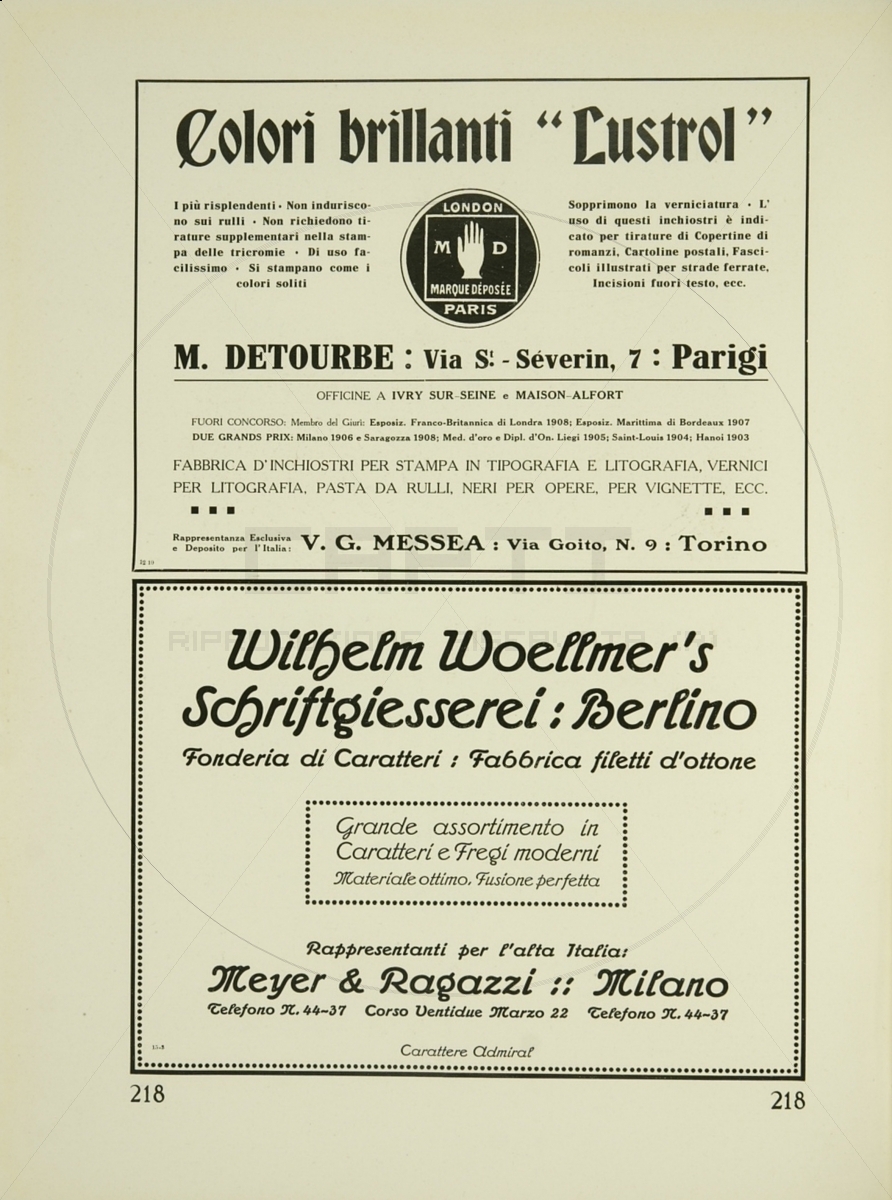 Colori brillanti “Lustrol”
I più risplendenti · Non indurisco-
no sui rulli · Non richiedono ti-
rature supplementari nella stam-
pa delle tricromie · Di uso fa-
cilissimo · Si stampano come i
colori soliti
LONDON
M D
MARQUE DÉPOSÉE
PARIS
Sopprimono la verniciatura · L'
uso di questi inchiostri è indi-
cato per tirature di Copertine di
romanzi, Cartoline postali, Fasci-
coli illustrati per strade ferrate,
Incisioni fuori testo, ecc.
M. DETOURBE : Via St. - Séverin, 7 : Parigi
OFFICINE A IVRY SUR-SEINE e MAISON-ALFORT
FUORI CONCORSO: Membro del Giurì: Esposiz. Franco-Britannica di Londra 1908; Esposiz. Marittima di Bordeaux 1907
DUE GRANDS PRIX: Milano 1906 e Saragozza 1908; Med. d'oro e Dipl. d'On. Liegi 1905; Saint-Louis 1904; Hanoi 1903
FABBRICA D'INCHIOSTRI PER STAMPA IN TIPOGRAFIA E LITOGRAFIA, VERNICI
PER LITOGRAFIA, PASTA DA RULLI, NERI PER OPERE, PER VIGNETTE, ECC.
Rappresentanza Esclusiva
e Deposito per l'Italia: V. G. MESSEA : Via Goito, N. 9 : Torino
Wilhelm Woellmer's
Schriftgiesserei : Berlino
Fonderia di Caratteri : Fabbrica filetti d'ottone
Grande assortimento in
Caratteri e Fregi moderni
Materiale ottimo. Fusione perfetta
Rappresentanti per l'alta Italia:
Meyer & Ragazzi :: Milano
Telefono N. 44-37 Corso Ventidue Marzo 22 Telefono N. 44-37
Carattere Admiral
218 218